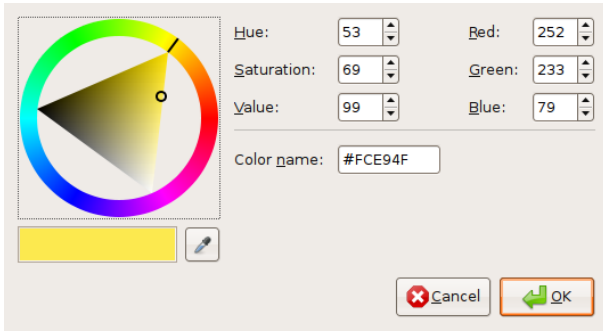 Hue: 53 Red: 252
Saturation: 69 Green: 233
Value: 99 Blue: 79
Color name: #FCE94F
Cancel OK